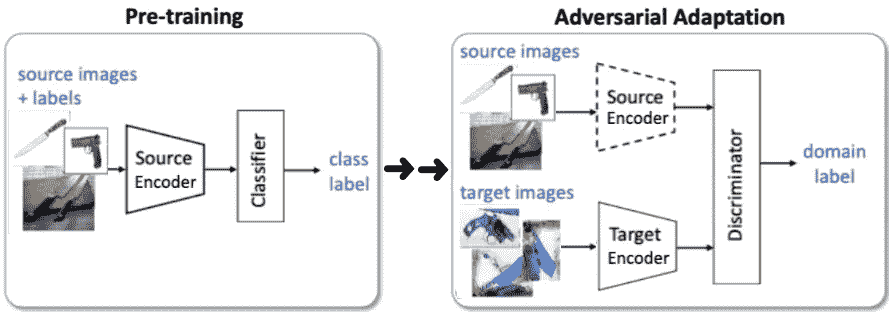 Pre-training
source images
+ labels
Source
Encoder
Classifier
class
label
Adversarial Adaptation
source images
Source
Encoder
target images
Target
Encoder
Discriminator
domain
label